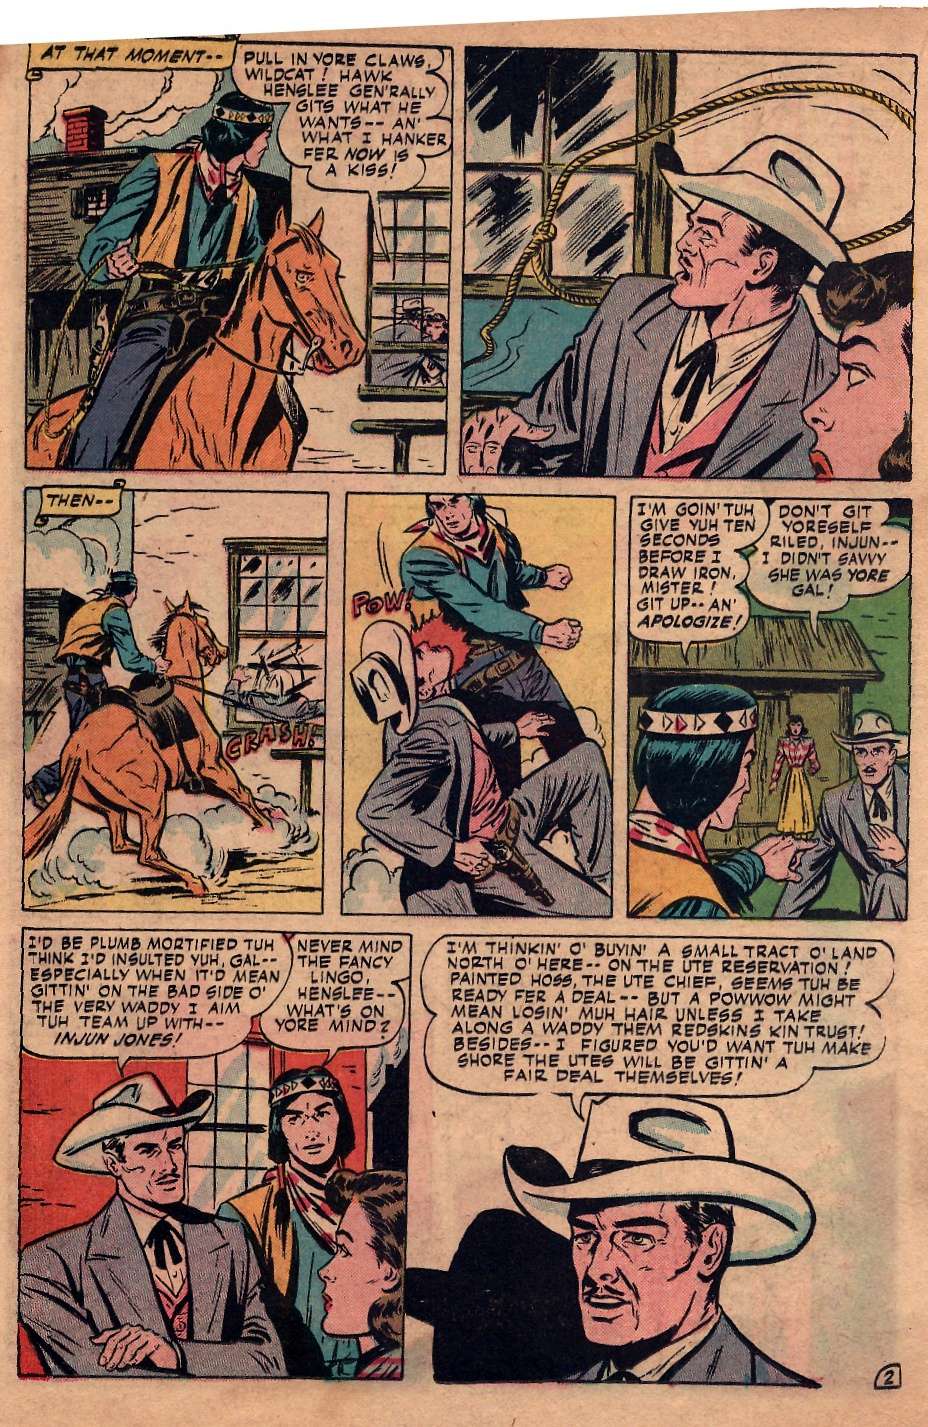 AT THAT MOMENT--
PULL IN YORE CLAWS,
WILDCAT! HAWK
HENSLEE GEN'RALLY
GITS WHAT HE
WANTS-- AN'
WHAT I HANKER
FER NOW IS
A KISS!
THEN--
CRASH!
POW!
I'M GOIN' TUH
GIVE YUH TEN
SECONDS
BEFORE I
DRAW IRON,
MISTER!
GIT UP-- AN'
APOLOGIZE!
DON'T GIT
YORESELF
RILED, INJUN--
I DIDN'T SAVVY
SHE WAS YORE
GAL!
I'D BE PLUMB MORTIFIED TUH
THINK I'D INSULTED YUH, GAL--
ESPECIALLY WHEN IT'D MEAN
GITTIN' ON THE BAD SIDE O'
THE VERY WADDY I AIM
TUH TEAM UP WITH--
INJUN JONES!
NEVER MIND
THE FANCY
LINGO,
HENSLEE--
WHAT'S ON
YORE MIND?
I'M THINKIN' O' BUYIN' A SMALL TRACT O' LAND
NORTH O' HERE-- ON THE UTE RESERVATION!
PAINTED HOSS, THE UTE CHIEF, SEEMS TUH BE
READY FER A DEAL-- BUT A POWWOW MIGHT
MEAN LOSIN' MUH HAIR UNLESS I TAKE
ALONG A WADDY THEM REDSKINS KIN TRUST!
BESIDES-- I FIGURED YOU'D WANT TUH MAKE
SHORE THE UTES WILL BE GITTIN' A
FAIR DEAL THEMSELVES!
2